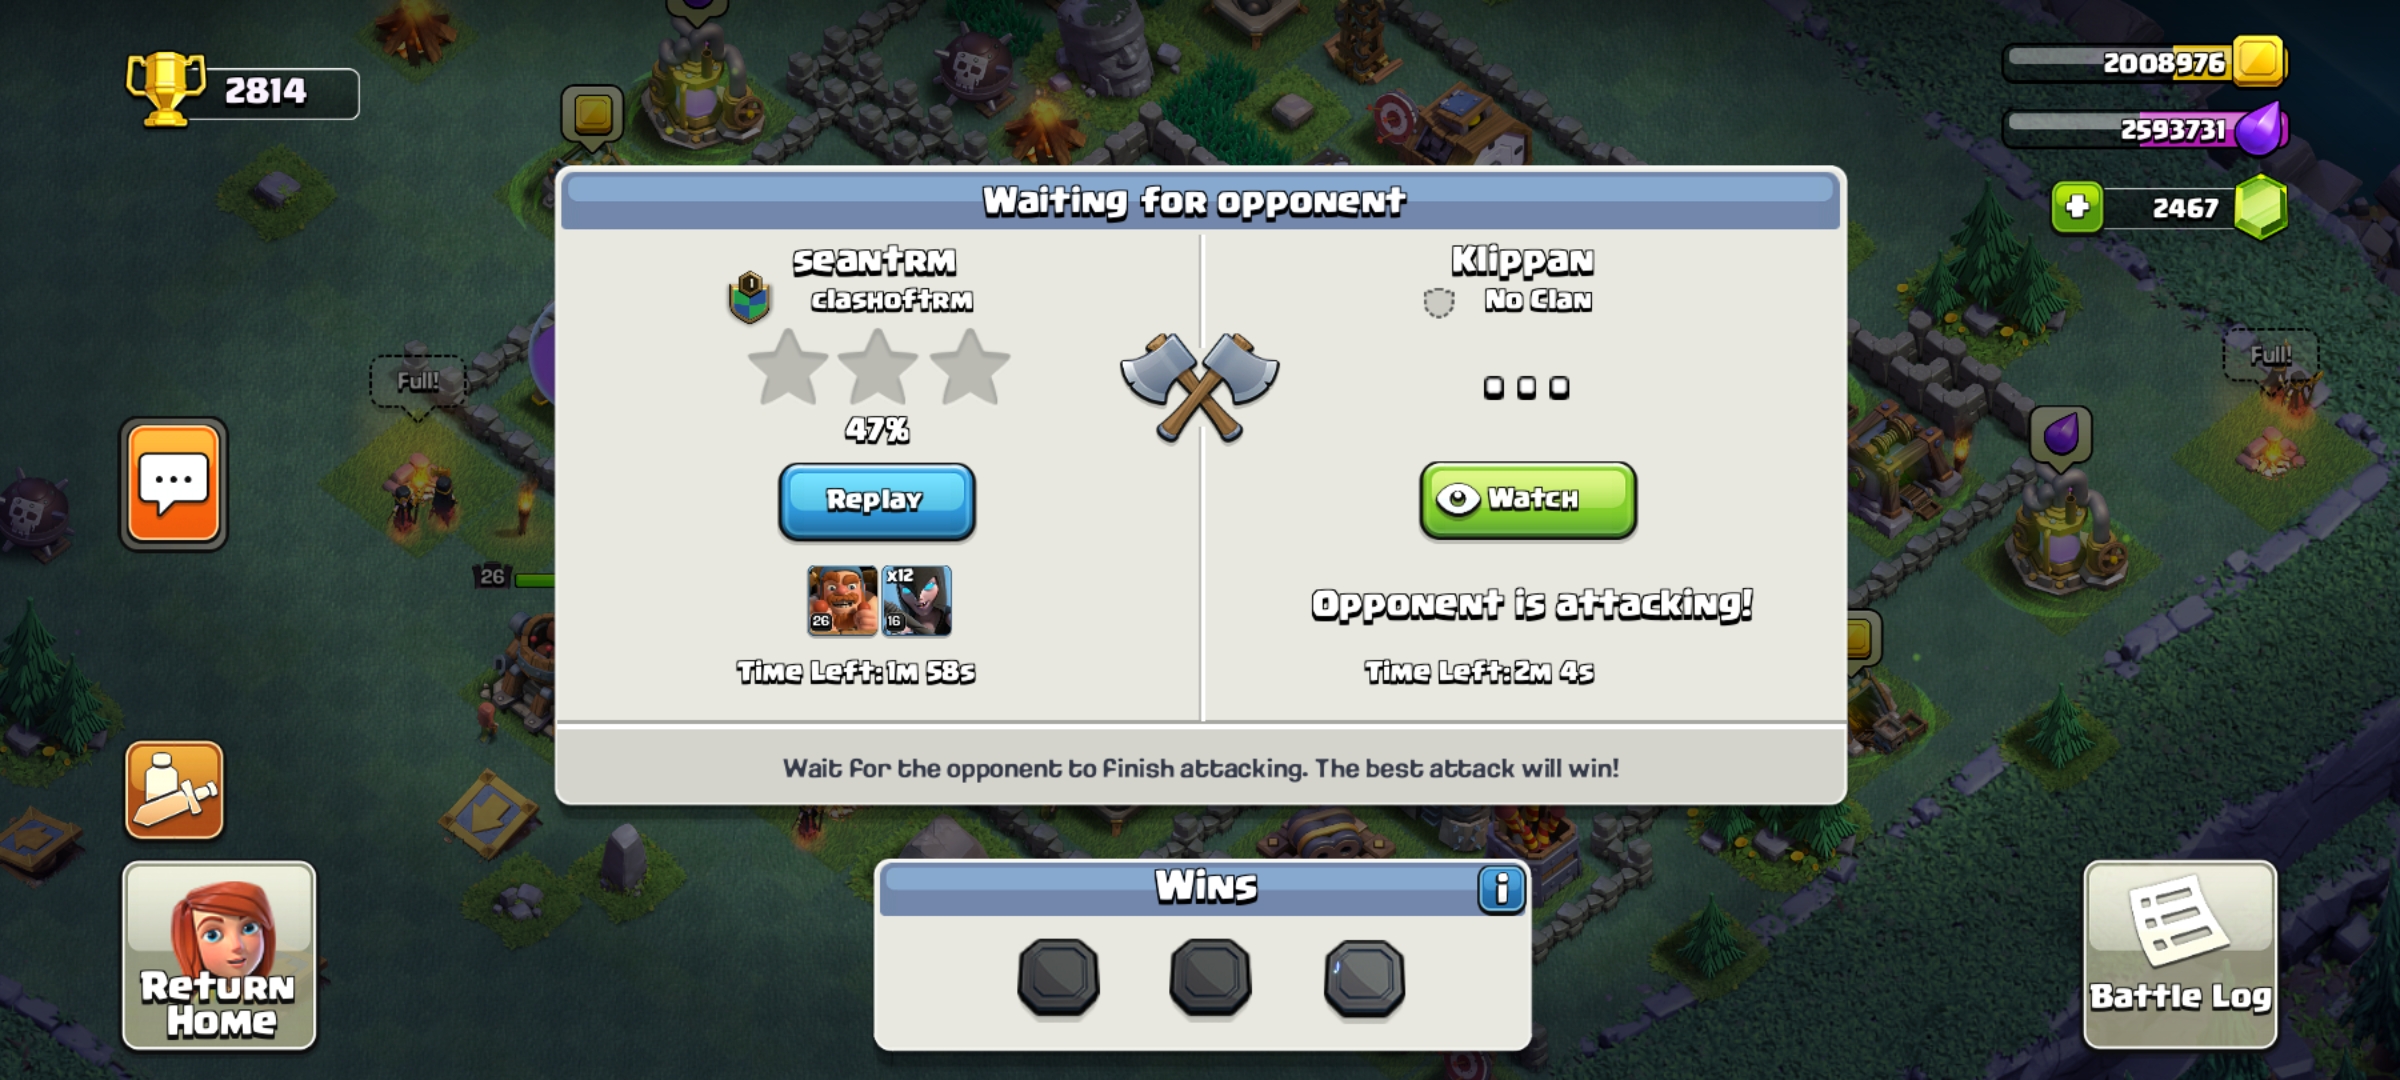 2814
2008976
2593731
2467
Waiting for opponent
seantrm
clashoftrm
1
47%
Replay
26
x12
16
Time Left:1m 58s
Klippan
No Clan
...
Watch
Opponent is attacking!
Time Left:2m 4s
Wait for the opponent to finish attacking. The best attack will win!
Full!
Full!
26
Wins
i
Return
Home
Battle Log